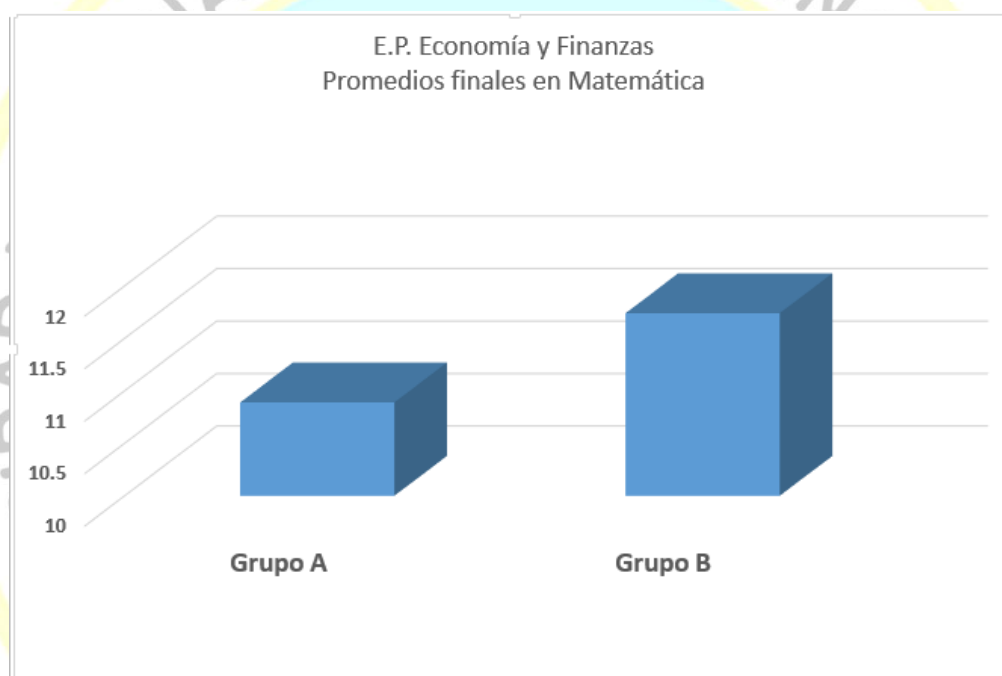 E.P. Economía y Finanzas
Promedios finales en Matemática
12
11.5
11
10.5
10
Grupo A
Grupo B